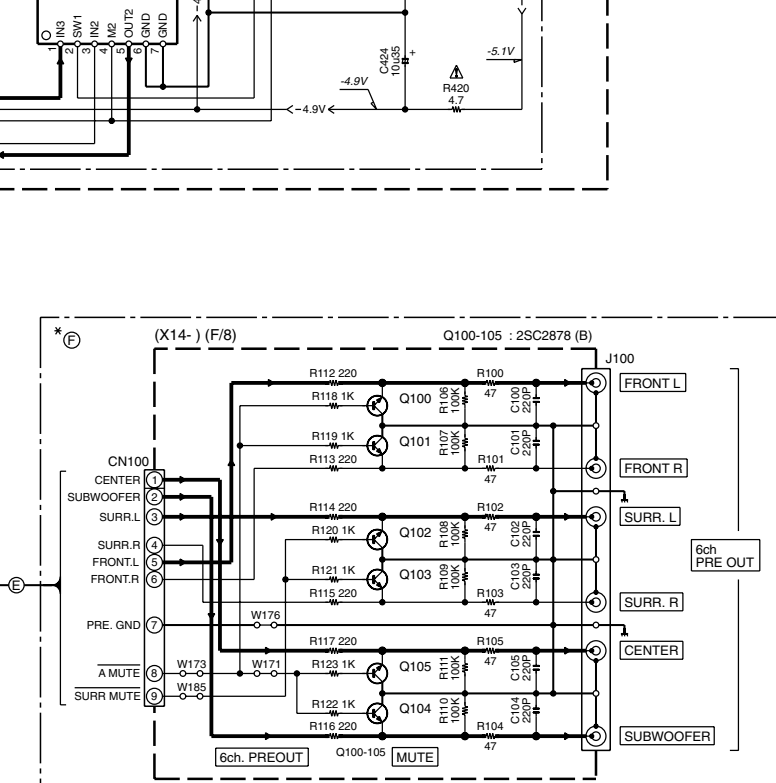 IN3
SW1
IN2
M2
OUT2
GND
GND
1
2
3
4
5
6
7
C424
10u35
+
-5.1V
-4.9V
R420
4.7
-4.9V
*
F
(X14- ) (F/8)
Q100-105 : 2SC2878 (B)
J100
R112 220
R118 1K
Q100
R106
100K
R100
47
C100
220P
FRONT L
R119 1K
Q101
R107
100K
R101
47
C101
220P
R113 220
FRONT R
CN100
CENTER 1
SUBWOOFER 2
SURR.L 3
SURR.R 4
FRONT.L 5
FRONT.R 6
PRE. GND 7
A MUTE 8
SURR MUTE 9
E
R114 220
R120 1K
Q102
R108
100K
R102
47
C102
220P
SURR. L
R121 1K
Q103
R109
100K
R103
47
C103
220P
R115 220
SURR. R
6ch
PRE OUT
W176
W173
W171
W185
R117 220
R123 1K
Q105
R111
100K
R105
47
C105
220P
CENTER
R122 1K
Q104
R110
100K
R104
47
C104
220P
R116 220
SUBWOOFER
6ch. PREOUT
Q100-105
MUTE